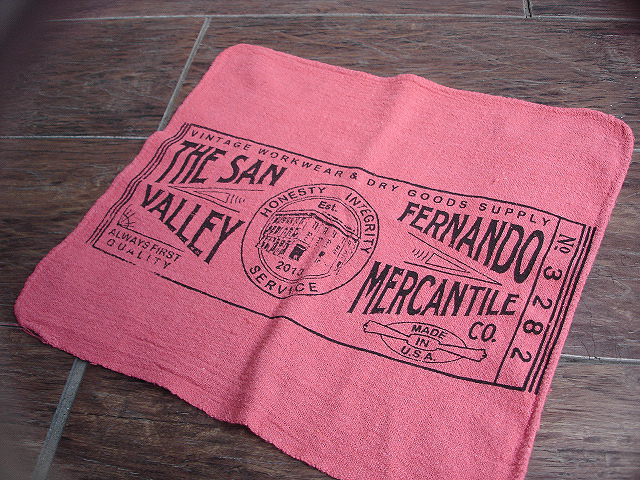 VINTAGE WORKWEAR & DRY GOODS SUPPLY
THE SAN
VALLEY
ALWAYS FIRST
QUALITY
HONESTY INTEGRITY
Est.
2013
SERVICE
FERNANDO
MERCANTILE
CO.
MADE
IN
U.S.A.
No 3282